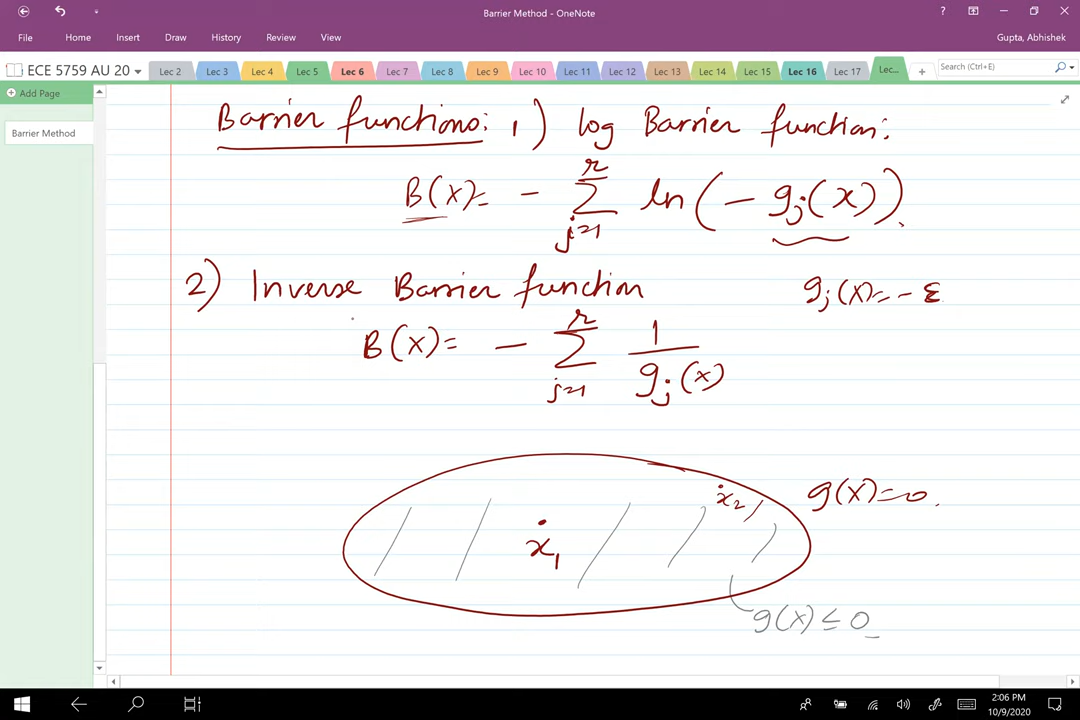 Barrier Method - OneNote
?
Gupta, Abhishek
File Home Insert Draw History Review View
ECE 5759 AU 20 Lec 2 Lec 3 Lec 4 Lec 5 Lec 6 Lec 7 Lec 8 Lec 9 Lec 10 Lec 11 Lec 12 Lec 13 Lec 14 Lec 15 Lec 16 Lec 17 Lec... + Search (Ctrl+E)
+ Add Page
Barrier Method
Barrier functions: 1) log Barrier function:
B(x) = - ∑_{j=1}^{r} ln(- g_j(x)).
2) Inverse Barrier function g_j(x) = - ε
B(x) = - ∑_{j=1}^{r} 1/g_j(x)
x₂ g(x)=0.
x₁
g(x) ≤ 0
2:06 PM
10/9/2020